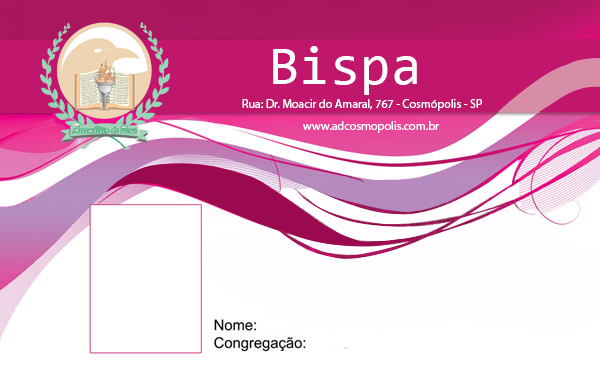 Bispa
Rua: Dr. Moacir do Amaral, 767 - Cosmópolis - SP
www.adcosmopolis.com.br
Nome:
Congregação: